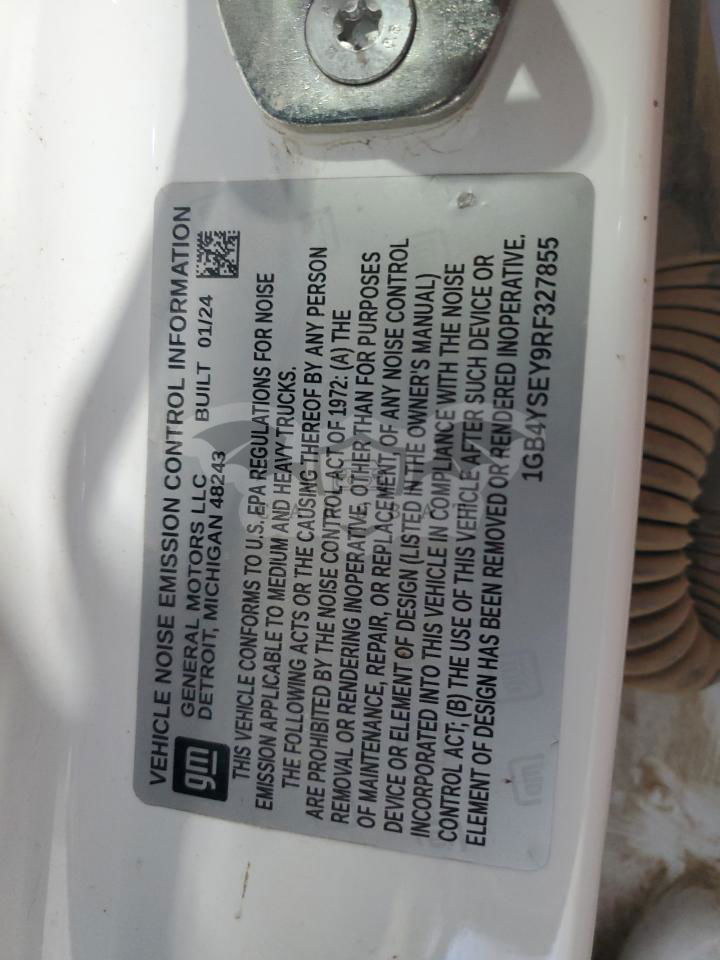 VEHICLE NOISE EMISSION CONTROL INFORMATION
gm
GENERAL MOTORS LLC
DETROIT, MICHIGAN 48243 BUILT 01/24
THIS VEHICLE CONFORMS TO U.S. EPA REGULATIONS FOR NOISE
EMISSION APPLICABLE TO MEDIUM AND HEAVY TRUCKS.
THE FOLLOWING ACTS OR THE CAUSING THEREOF BY ANY PERSON
ARE PROHIBITED BY THE NOISE CONTROL ACT OF 1972: (A) THE
REMOVAL OR RENDERING INOPERATIVE, OTHER THAN FOR PURPOSES
OF MAINTENANCE, REPAIR, OR REPLACEMENT OF ANY NOISE CONTROL
DEVICE OR ELEMENT OF DESIGN (LISTED IN THE OWNER'S MANUAL)
INCORPORATED INTO THIS VEHICLE IN COMPLIANCE WITH THE NOISE
CONTROL ACT; (B) THE USE OF THIS VEHICLE AFTER SUCH DEVICE OR
ELEMENT OF DESIGN HAS BEEN REMOVED OR RENDERED INOPERATIVE.
1GB4YSEY9RF327855